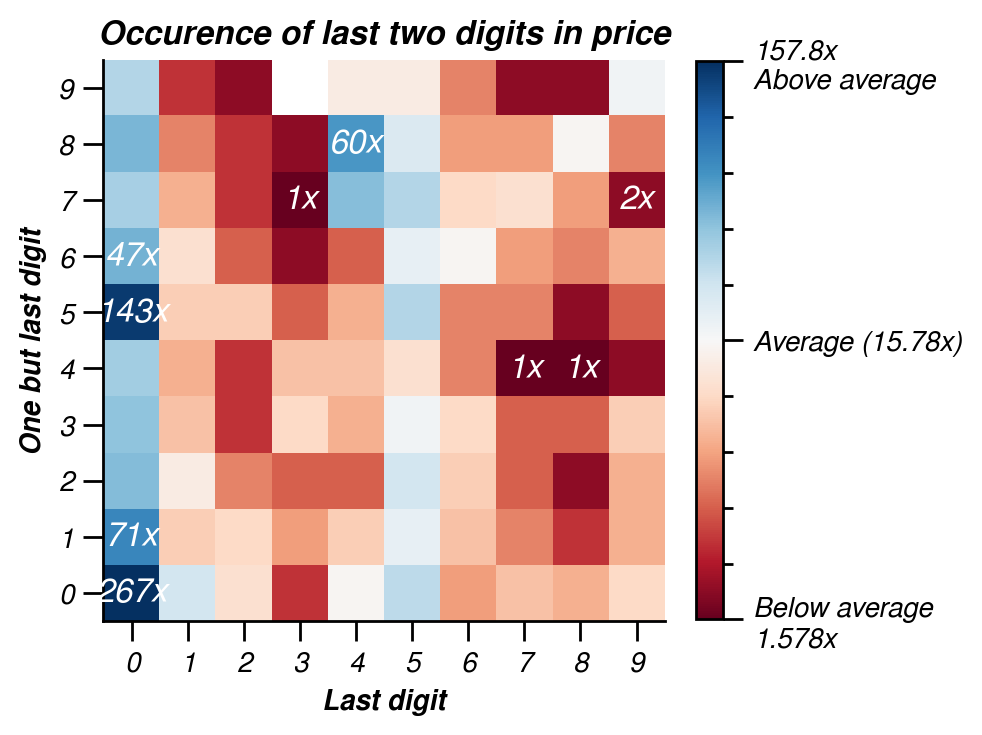 Occurence of last two digits in price
157.8x
Above average
9
8
60x
7
1x
2x
6
47x
5
143x
Average (15.78x)
4
1x
1x
3
2
1
71x
0
267x
Below average
1.578x
0 1 2 3 4 5 6 7 8 9
Last digit
One but last digit